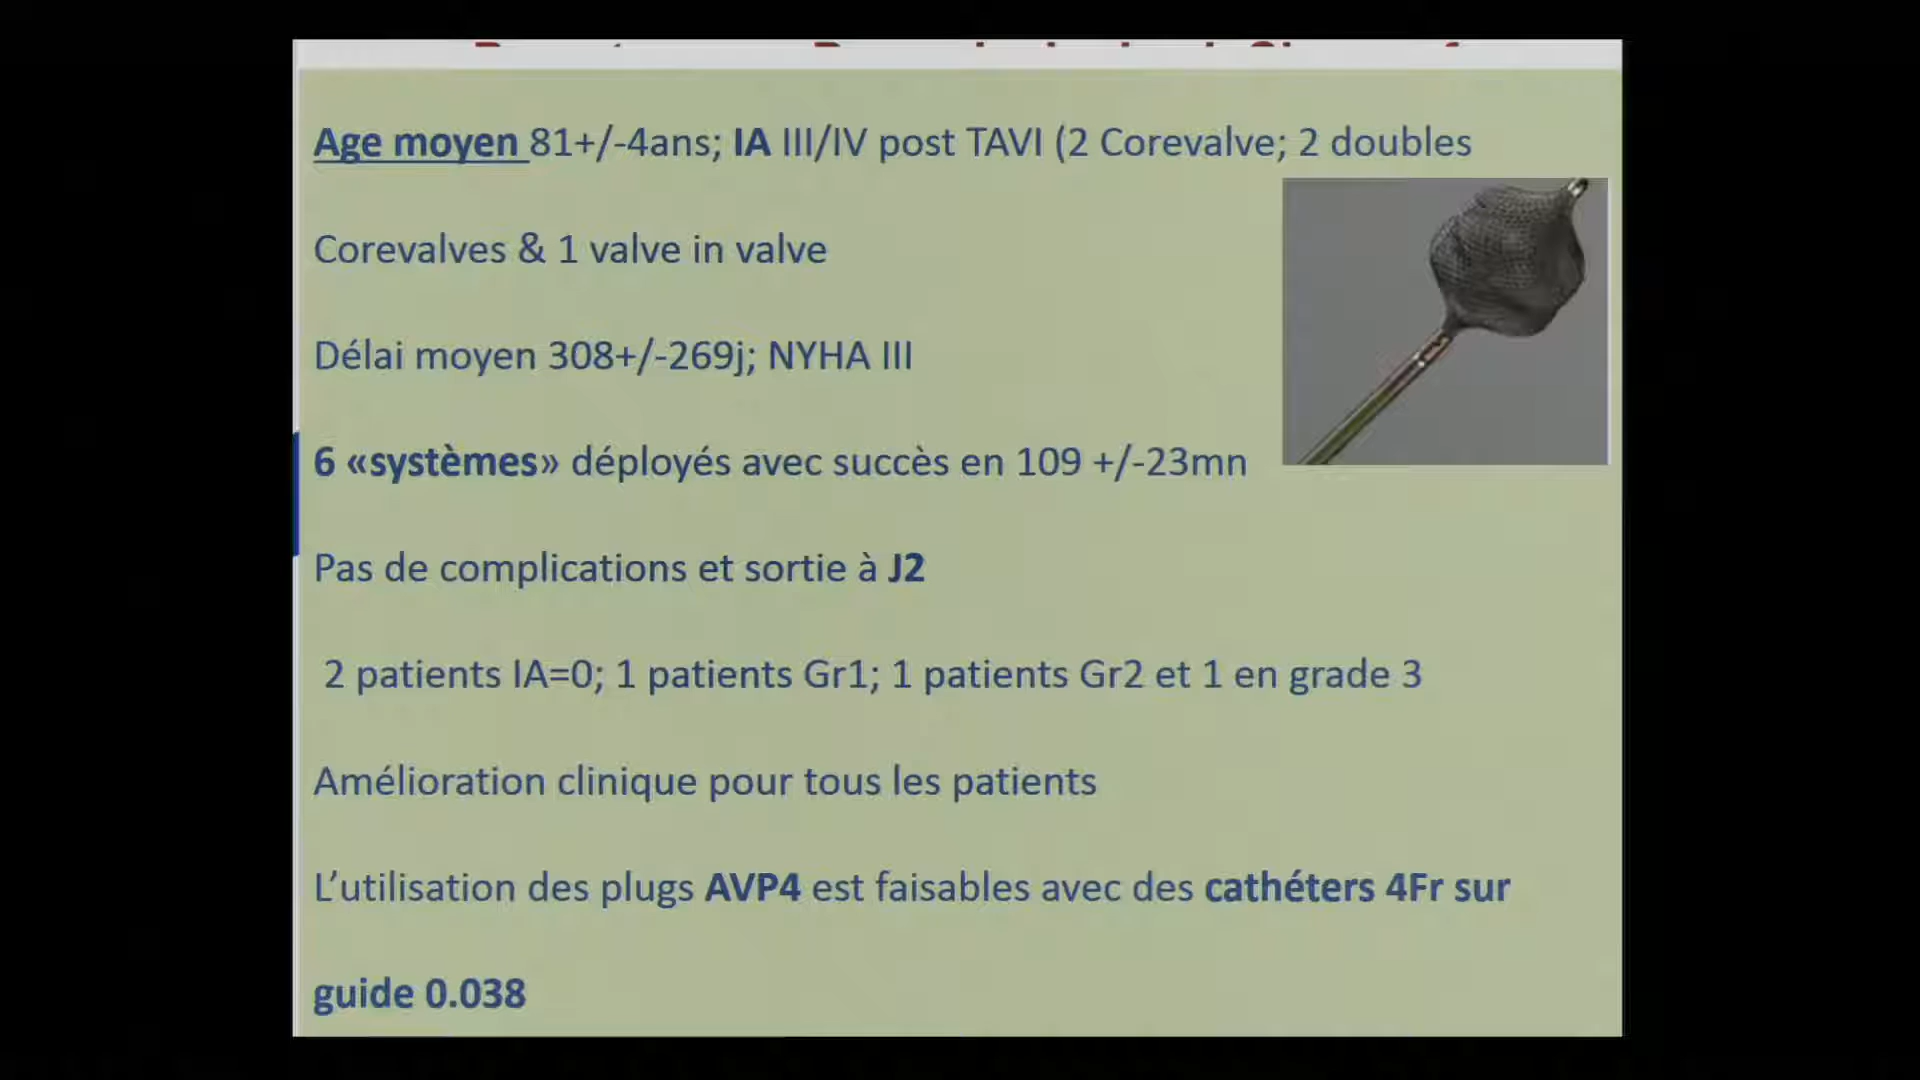 Age moyen 81+/-4ans; IA III/IV post TAVI (2 Corevalve; 2 doubles
Corevalves & 1 valve in valve
Délai moyen 308+/-269j; NYHA III
6 «systèmes» déployés avec succès en 109 +/-23mn
Pas de complications et sortie à J2
2 patients IA=0; 1 patients Gr1; 1 patients Gr2 et 1 en grade 3
Amélioration clinique pour tous les patients
L’utilisation des plugs AVP4 est faisables avec des cathéters 4Fr sur
guide 0.038